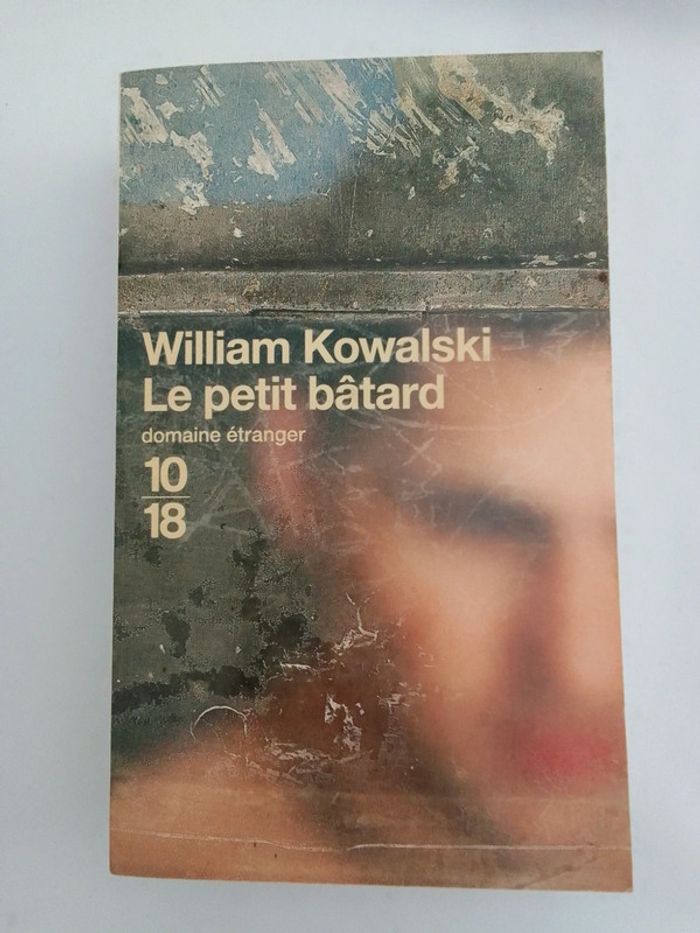 William Kowalski
Le petit bâtard
domaine étranger
10
18